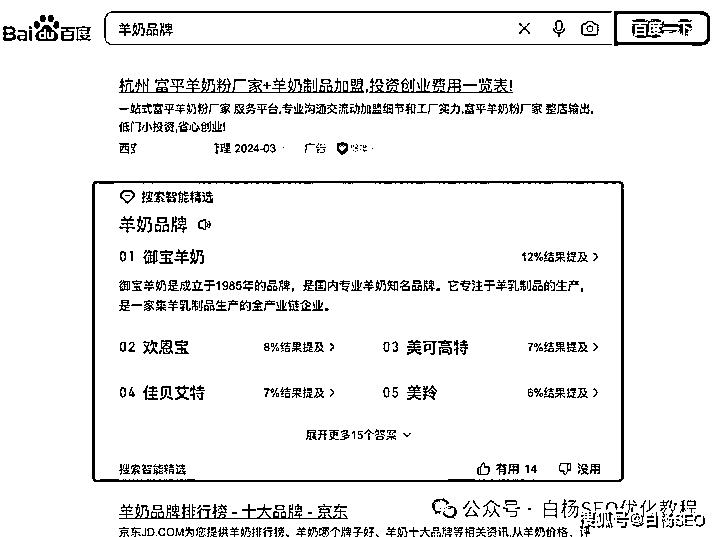 Bai du 百度
羊奶品牌
百度一下
杭州 富平羊奶粉厂家+羊奶制品加盟,投资创业费用一览表!
一站式富平羊奶粉厂家 服务平台,专业沟通交流动加盟细节和工厂实力,富平羊奶粉厂家 整店输出,
低门小投资,省心创业!
2024-03 广告
搜索智能精选
羊奶品牌
01 御宝羊奶 12%结果提及 >
御宝羊奶是成立于1985年的品牌，是国内专业羊奶知名品牌。它专注于羊乳制品的生产，
是一家集羊乳制品生产的全产业链企业。
02 欢恩宝 8%结果提及 > 03 美可高特 7%结果提及 >
04 佳贝艾特 7%结果提及 > 05 美羚 6%结果提及 >
展开更多15个答案
搜索智能精选 有用 14 没用
羊奶品牌排行榜 - 十大品牌 - 京东
京东JD.COM为您提供羊奶排行榜、羊奶哪个牌子好、羊奶十大品牌等相关资讯,从羊奶价格、评
公众号 · 白杨SEO优化教程
搜狐号@白杨SEO